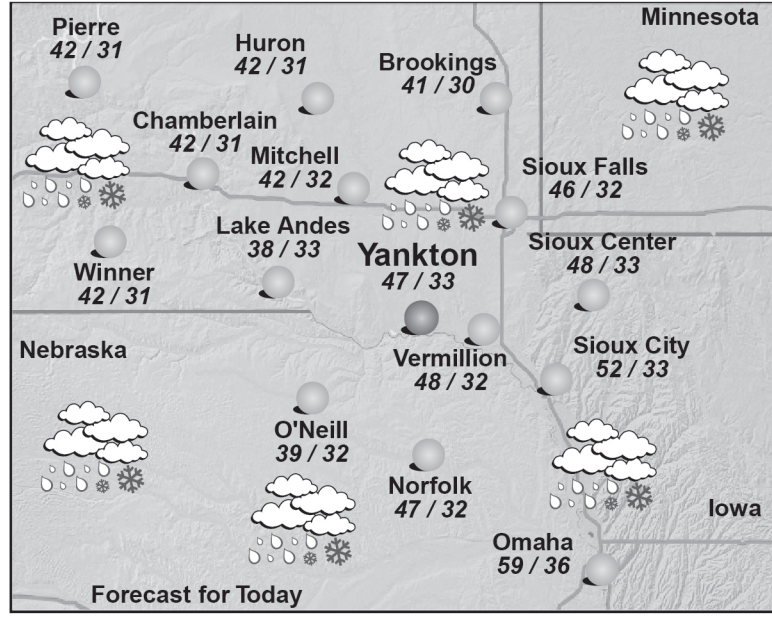 Minnesota
Pierre
42 / 31
Huron
42 / 31
Brookings
41 / 30
Chamberlain
42 / 31
Mitchell
42 / 32
Sioux Falls
46 / 32
Lake Andes
38 / 33
Yankton
47 / 33
Sioux Center
48 / 33
Winner
42 / 31
Nebraska
Vermillion
48 / 32
Sioux City
52 / 33
O'Neill
39 / 32
Norfolk
47 / 32
Iowa
Omaha
59 / 36
Forecast for Today